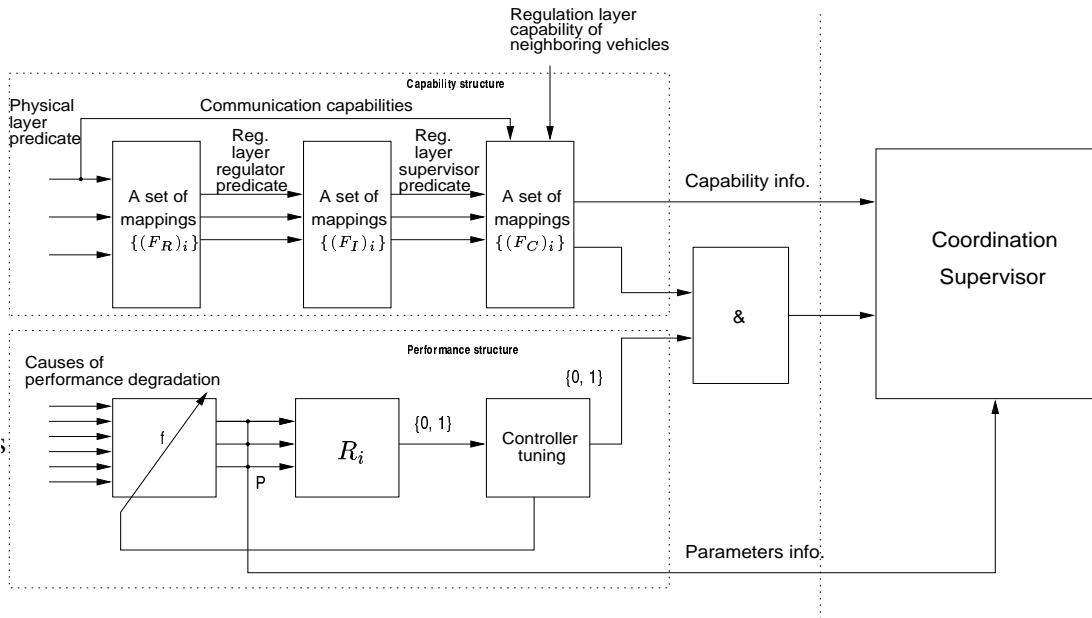 Regulation layer
capability of
neighboring vehicles
Capability structure
Physical
layer
predicate
Communication capabilities
Reg.
layer
regulator
predicate
Reg.
layer
supervisor
predicate
A set of
mappings
{(F_R)_i}
A set of
mappings
{(F_I)_i}
A set of
mappings
{(F_C)_i}
Capability info.
Coordination
Supervisor
&
Performance structure
Causes of
performance degradation
{0, 1}
f
P
R_i
{0, 1}
Controller
tuning
Parameters info.
s